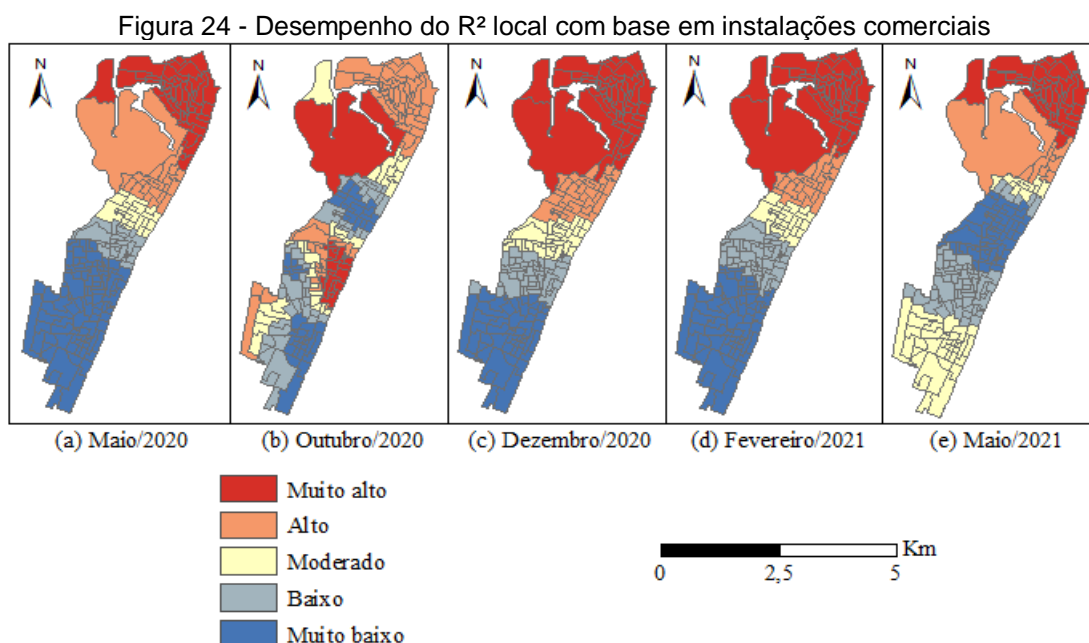 Figura 24 - Desempenho do R² local com base em instalações comerciais
N
N
N
N
N
(a) Maio/2020
(b) Outubro/2020
(c) Dezembro/2020
(d) Fevereiro/2021
(e) Maio/2021
Muito alto
Alto
Moderado
Baixo
Muito baixo
Km
0 2,5 5